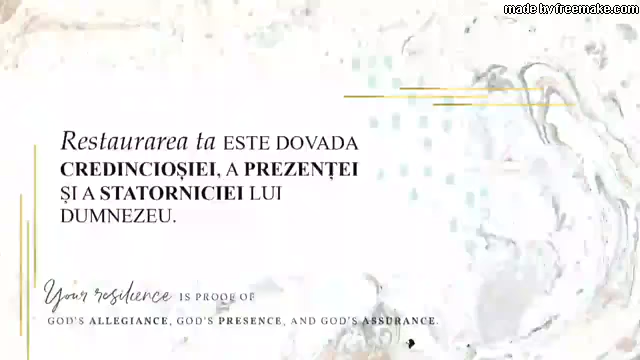 made by freemake.com
Restaurarea ta ESTE DOVADA
CREDINCIOȘIEI, A PREZENȚEI
ȘI A STATORNICIEI LUI
DUMNEZEU.
Your resilience IS PROOF OF
GOD'S ALLEGIANCE, GOD'S PRESENCE, AND GOD'S ASSURANCE.